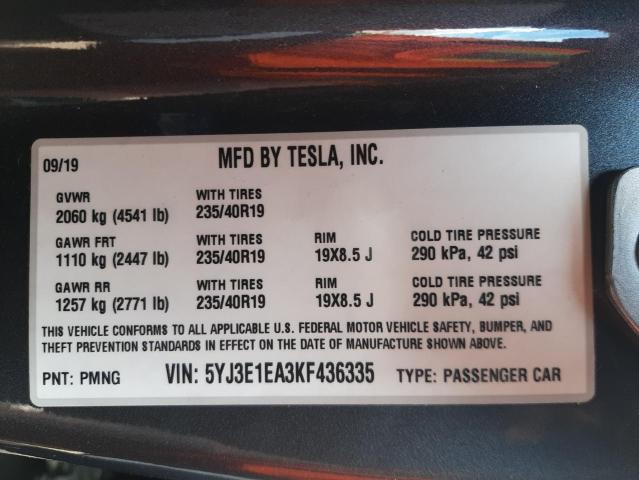 09/19 MFD BY TESLA, INC.
GVWR WITH TIRES
2060 kg (4541 lb) 235/40R19
GAWR FRT WITH TIRES RIM COLD TIRE PRESSURE
1110 kg (2447 lb) 235/40R19 19X8.5 J 290 kPa, 42 psi
GAWR RR WITH TIRES RIM COLD TIRE PRESSURE
1257 kg (2771 lb) 235/40R19 19X8.5 J 290 kPa, 42 psi
THIS VEHICLE CONFORMS TO ALL APPLICABLE U.S. FEDERAL MOTOR VEHICLE SAFETY, BUMPER, AND
THEFT PREVENTION STANDARDS IN EFFECT ON THE DATE OF MANUFACTURE SHOWN ABOVE.
PNT: PMNG VIN: 5YJ3E1EA3KF436335 TYPE: PASSENGER CAR